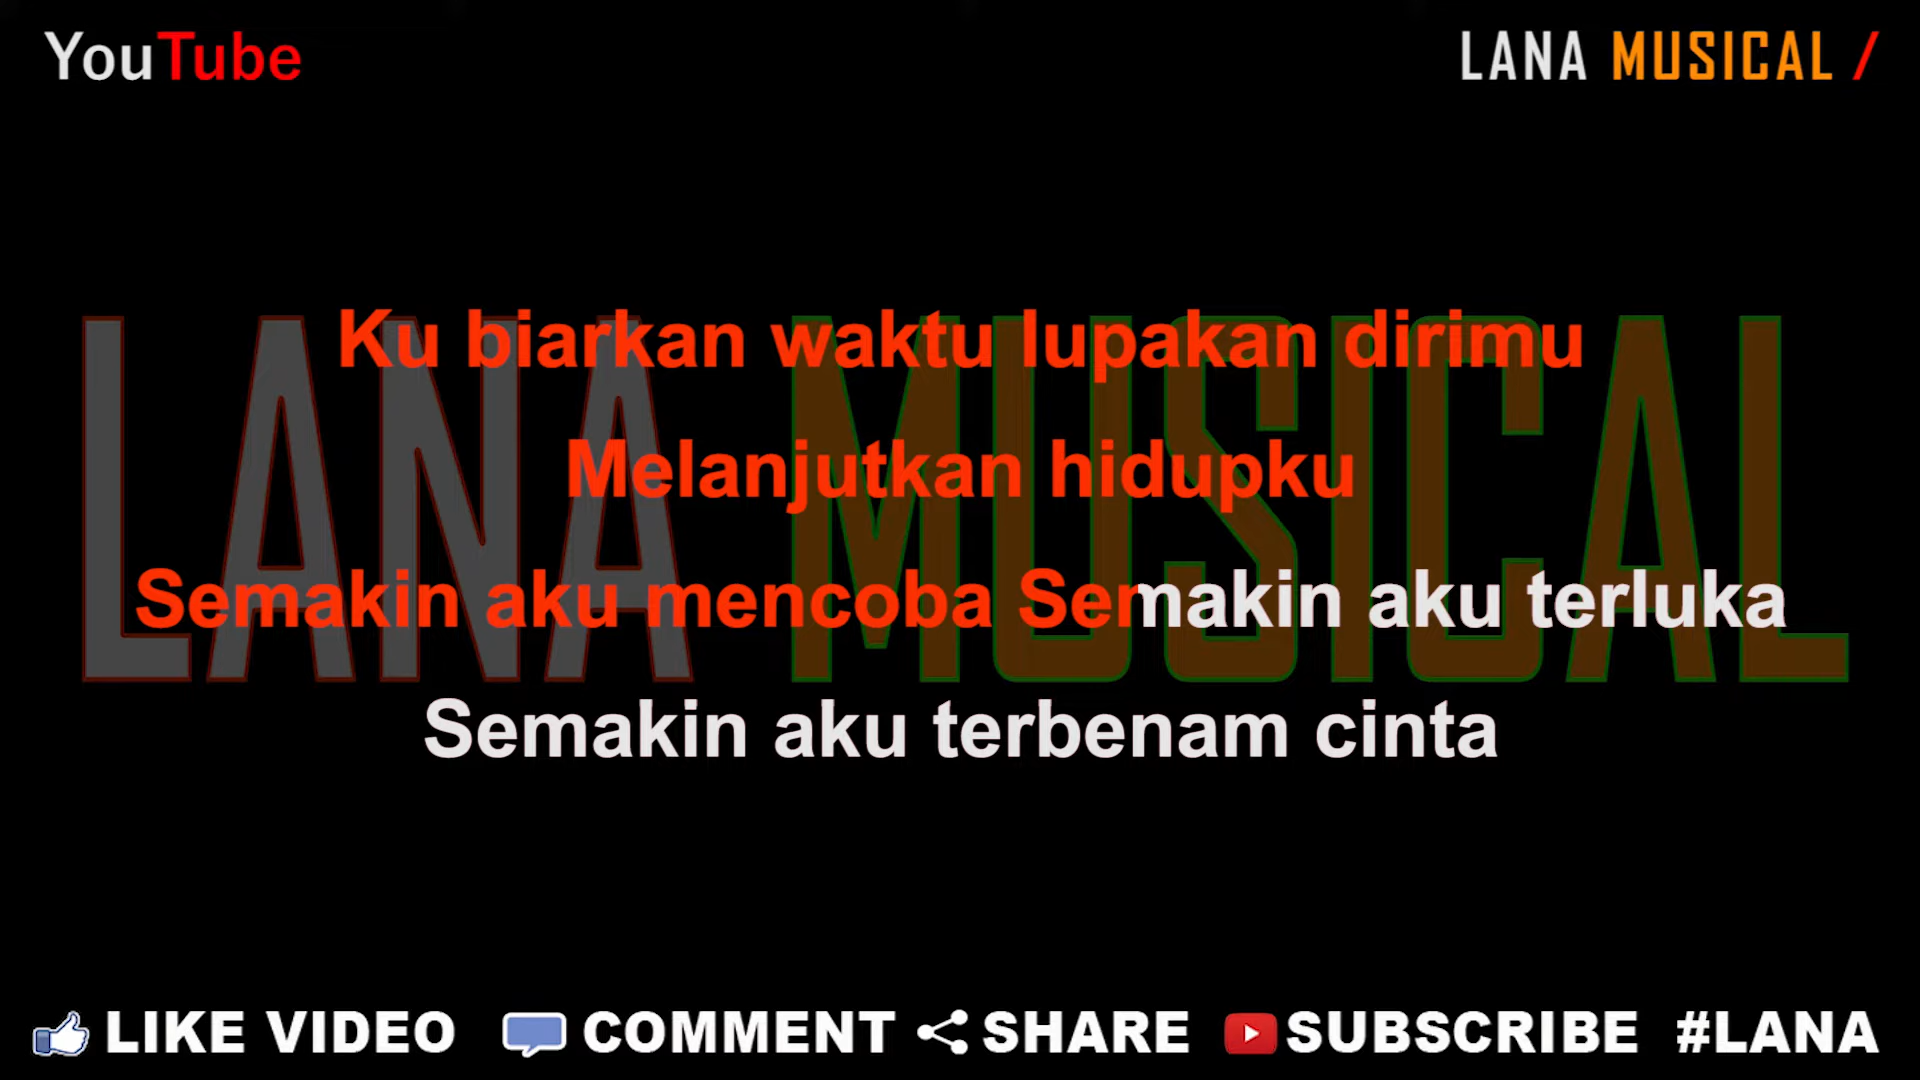 YouTube
LANA MUSICAL /
LANA MUSICAL
Ku biarkan waktu lupakan dirimu
Melanjutkan hidupku
Semakin aku mencoba Semakin aku terluka
Semakin aku terbenam cinta
LIKE VIDEO COMMENT SHARE SUBSCRIBE #LANA